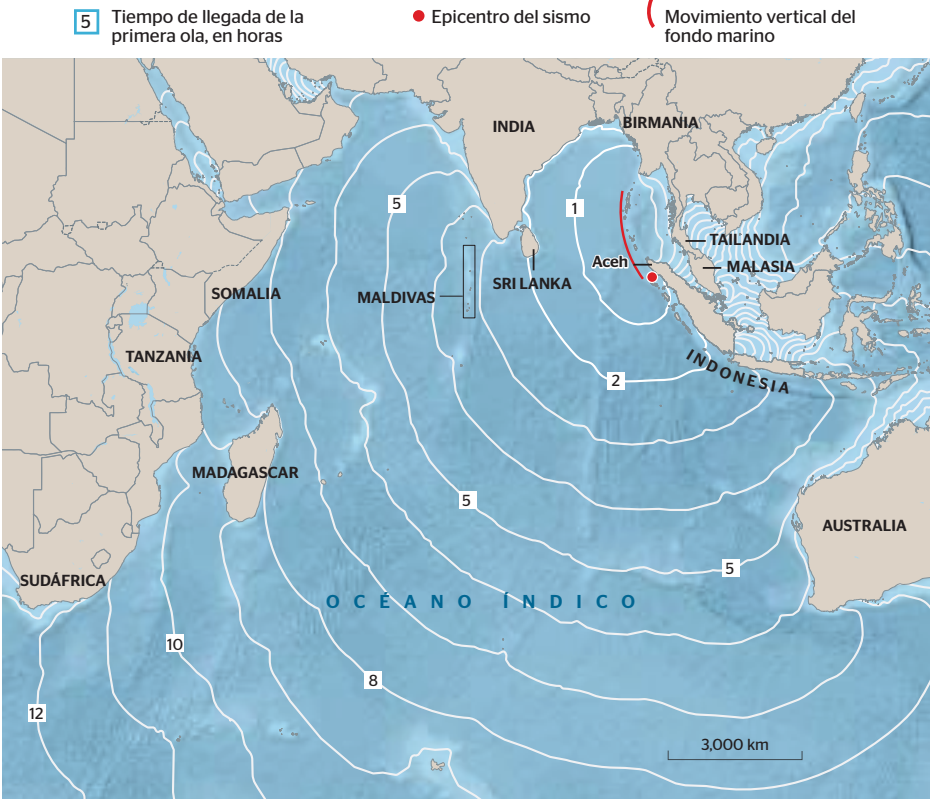 5 Tiempo de llegada de la
primera ola, en horas
Epicentro del sismo
Movimiento vertical del
fondo marino
INDIA
BIRMANIA
5
1
TAILANDIA
Aceh
MALASIA
SOMALIA
MALDIVAS
SRI LANKA
TANZANIA
INDONESIA
2
MADAGASCAR
5
AUSTRALIA
5
SUDÁFRICA
OCÉANO ÍNDICO
10
8
12
3,000 km